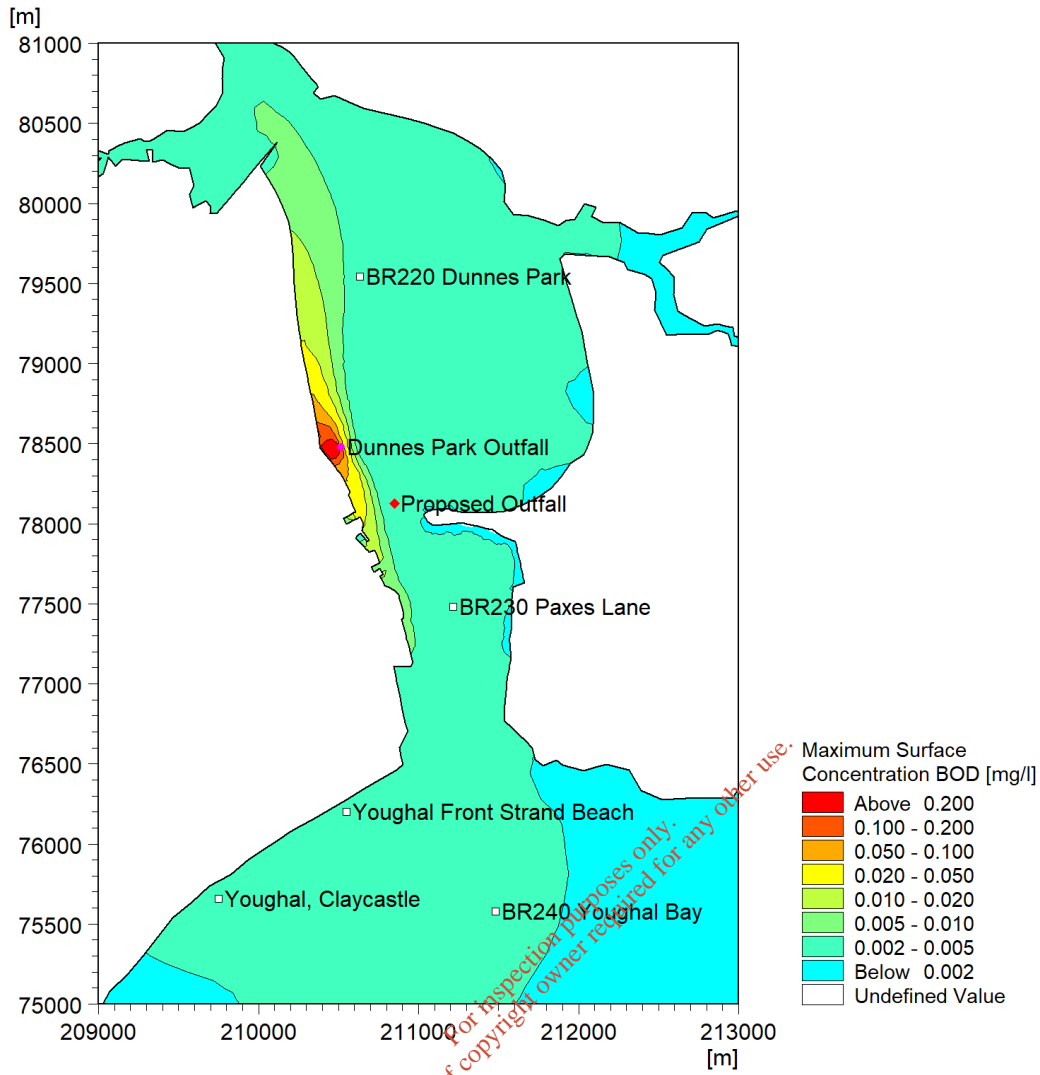 [m]
81000
80500
80000
79500
79000
78500
78000
77500
77000
76500
76000
75500
75000
209000
210000
211000
212000
213000
[m]
BR220 Dunnes Park
Dunnes Park Outfall
Proposed Outfall
BR230 Paxes Lane
Youghal Front Strand Beach
Youghal, Claycastle
BR240 Youghal Bay
For inspection purposes only.
of copyright owner required for any other use.
Maximum Surface
Concentration BOD [mg/l]
Above 0.200
0.100 - 0.200
0.050 - 0.100
0.020 - 0.050
0.010 - 0.020
0.005 - 0.010
0.002 - 0.005
Below 0.002
Undefined Value